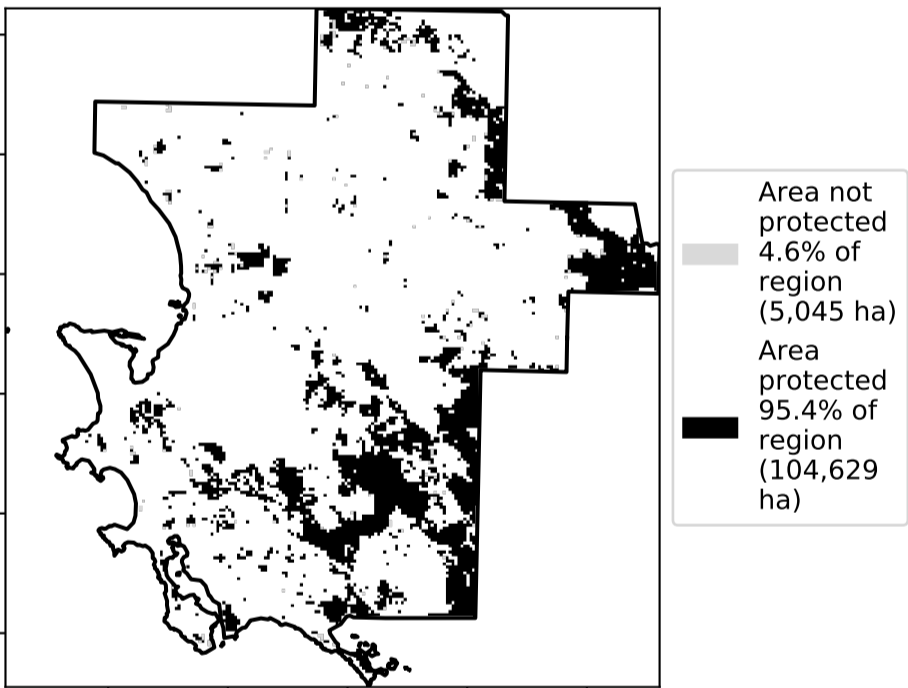 Area not
protected
4.6% of
region
(5,045 ha)
Area
protected
95.4% of
region
(104,629
ha)